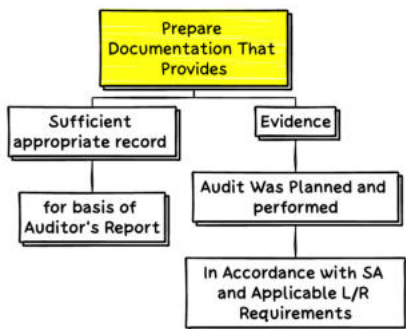 Prepare
Documentation That
Provides
Sufficient
appropriate record
for basis of
Auditor's Report
Evidence
Audit Was Planned and
performed
In Accordance with SA
and Applicable L/R
Requirements